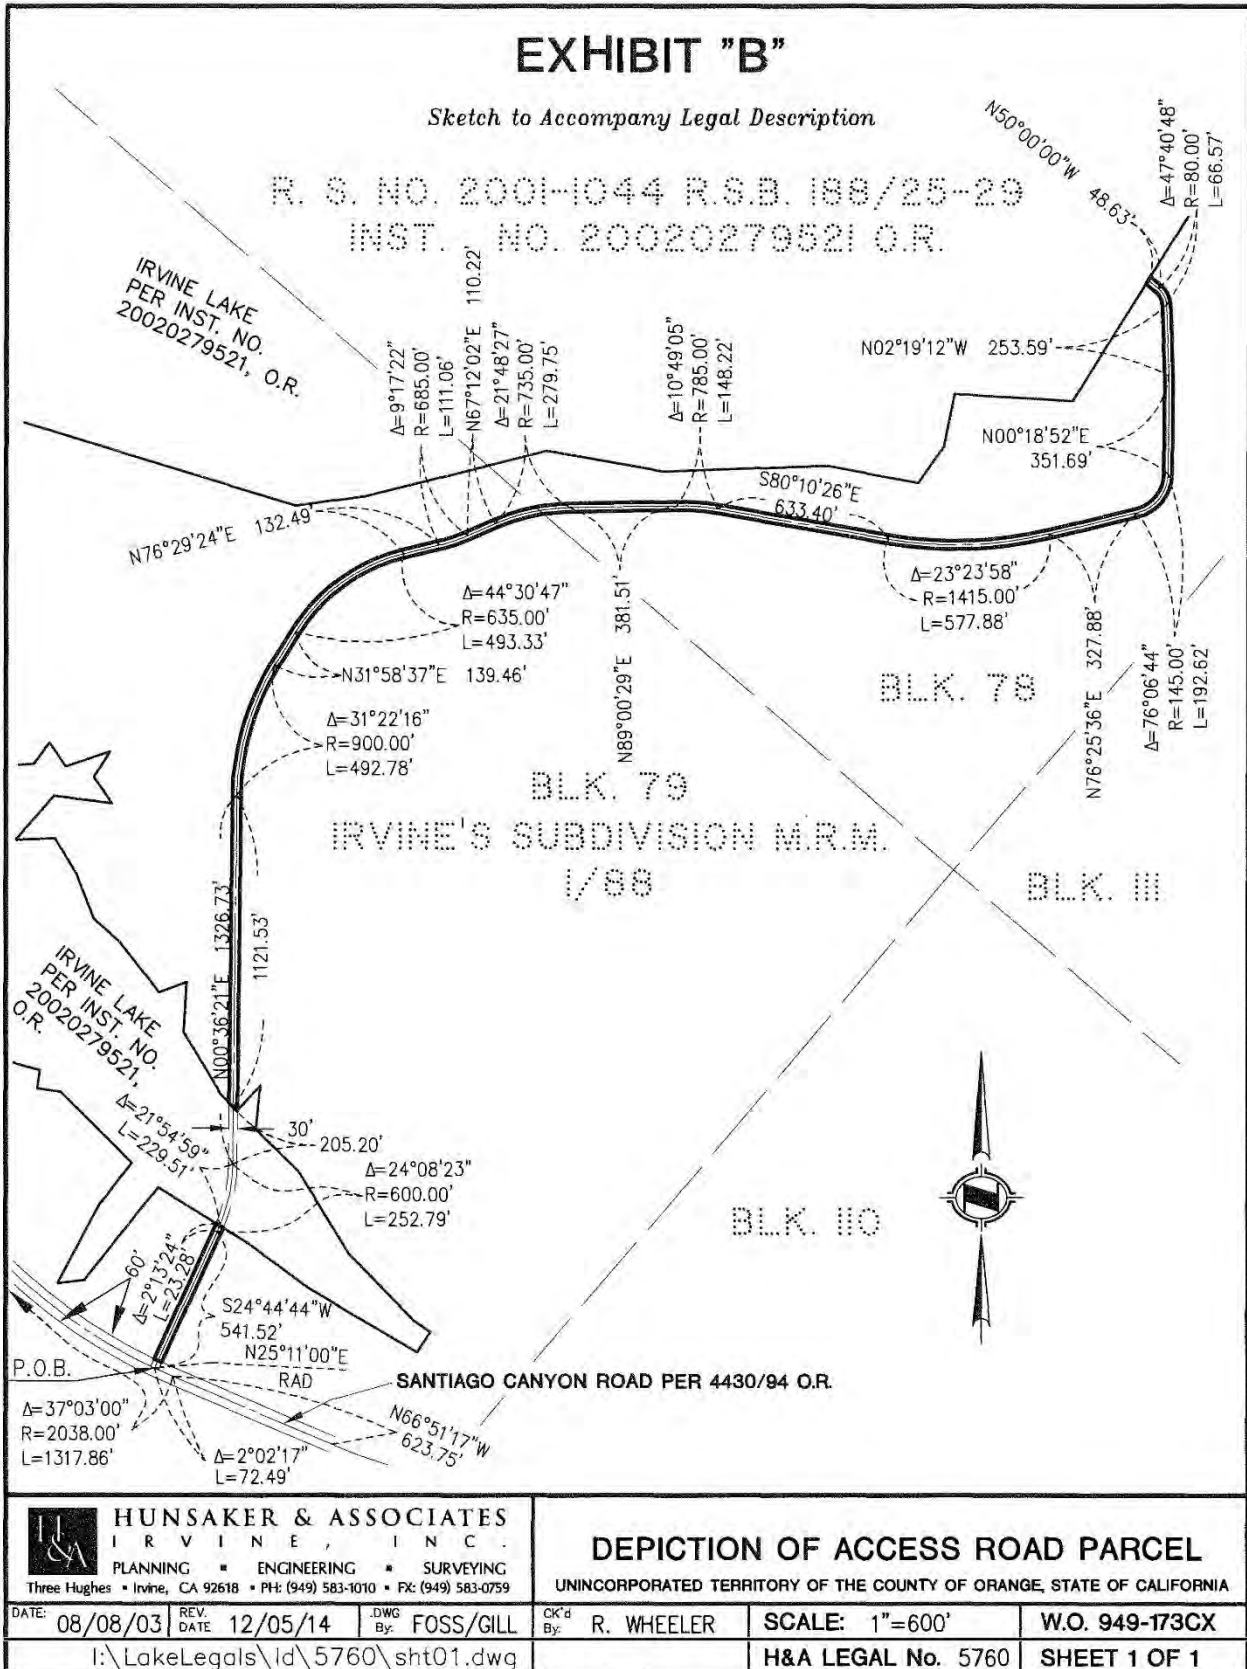 EXHIBIT "B"
Sketch to Accompany Legal Description
R. S. NO. 2001-1044 R.S.B. 188/25-29
INST. NO. 20020279521 O.R.
IRVINE LAKE
PER INST. NO.
20020279521, O.R.
N50°00'00"W 48.63'
Δ=47°40'48"
R=80.00'
L=66.57'
Δ=9°17'22"
R=685.00'
L=111.06'
N67°12'02"E 110.22'
Δ=21°48'27"
R=735.00'
L=279.75'
Δ=10°49'05"
R=785.00'
L=148.22'
N02°19'12"W 253.59'
N00°18'52"E
351.69'
S80°10'26"E
633.40'
N76°29'24"E 132.49'
Δ=44°30'47"
R=635.00'
L=493.33'
Δ=23°23'58"
R=1415.00'
L=577.88'
N31°58'37"E 139.46'
N89°00'29"E 381.51'
BLK. 78
N76°25'36"E 327.88'
Δ=76°06'44"
R=145.00'
L=192.62'
Δ=31°22'16"
R=900.00'
L=492.78'
BLK. 79
IRVINE'S SUBDIVISION M.R.M.
1/88
BLK. 111
N00°36'21"E 1326.73'
1121.53'
IRVINE LAKE
PER INST. NO.
20020279521,
O.R.
Δ=21°54'59"
L=229.51'
30'
205.20'
Δ=24°08'23"
R=600.00'
L=252.79'
BLK. 110
60'
Δ=2°13'24"
L=23.28'
S24°44'44"W
541.52'
N25°11'00"E
RAD
P.O.B.
SANTIAGO CANYON ROAD PER 4430/94 O.R.
Δ=37°03'00"
R=2038.00'
L=1317.86'
Δ=2°02'17"
L=72.49'
N66°51'17"W
623.75'
H&A
HUNSAKER & ASSOCIATES
IRVINE, INC.
PLANNING ▪ ENGINEERING ▪ SURVEYING
Three Hughes ▪ Irvine, CA 92618 ▪ PH: (949) 583-1010 ▪ FX: (949) 583-0759
DEPICTION OF ACCESS ROAD PARCEL
UNINCORPORATED TERRITORY OF THE COUNTY OF ORANGE, STATE OF CALIFORNIA
DATE: 08/08/03 REV. DATE 12/05/14 DWG By: FOSS/GILL CK'd By: R. WHEELER SCALE: 1"=600' W.O. 949-173CX
I:\LakeLegals\ld\5760\sht01.dwg H&A LEGAL No. 5760 SHEET 1 OF 1